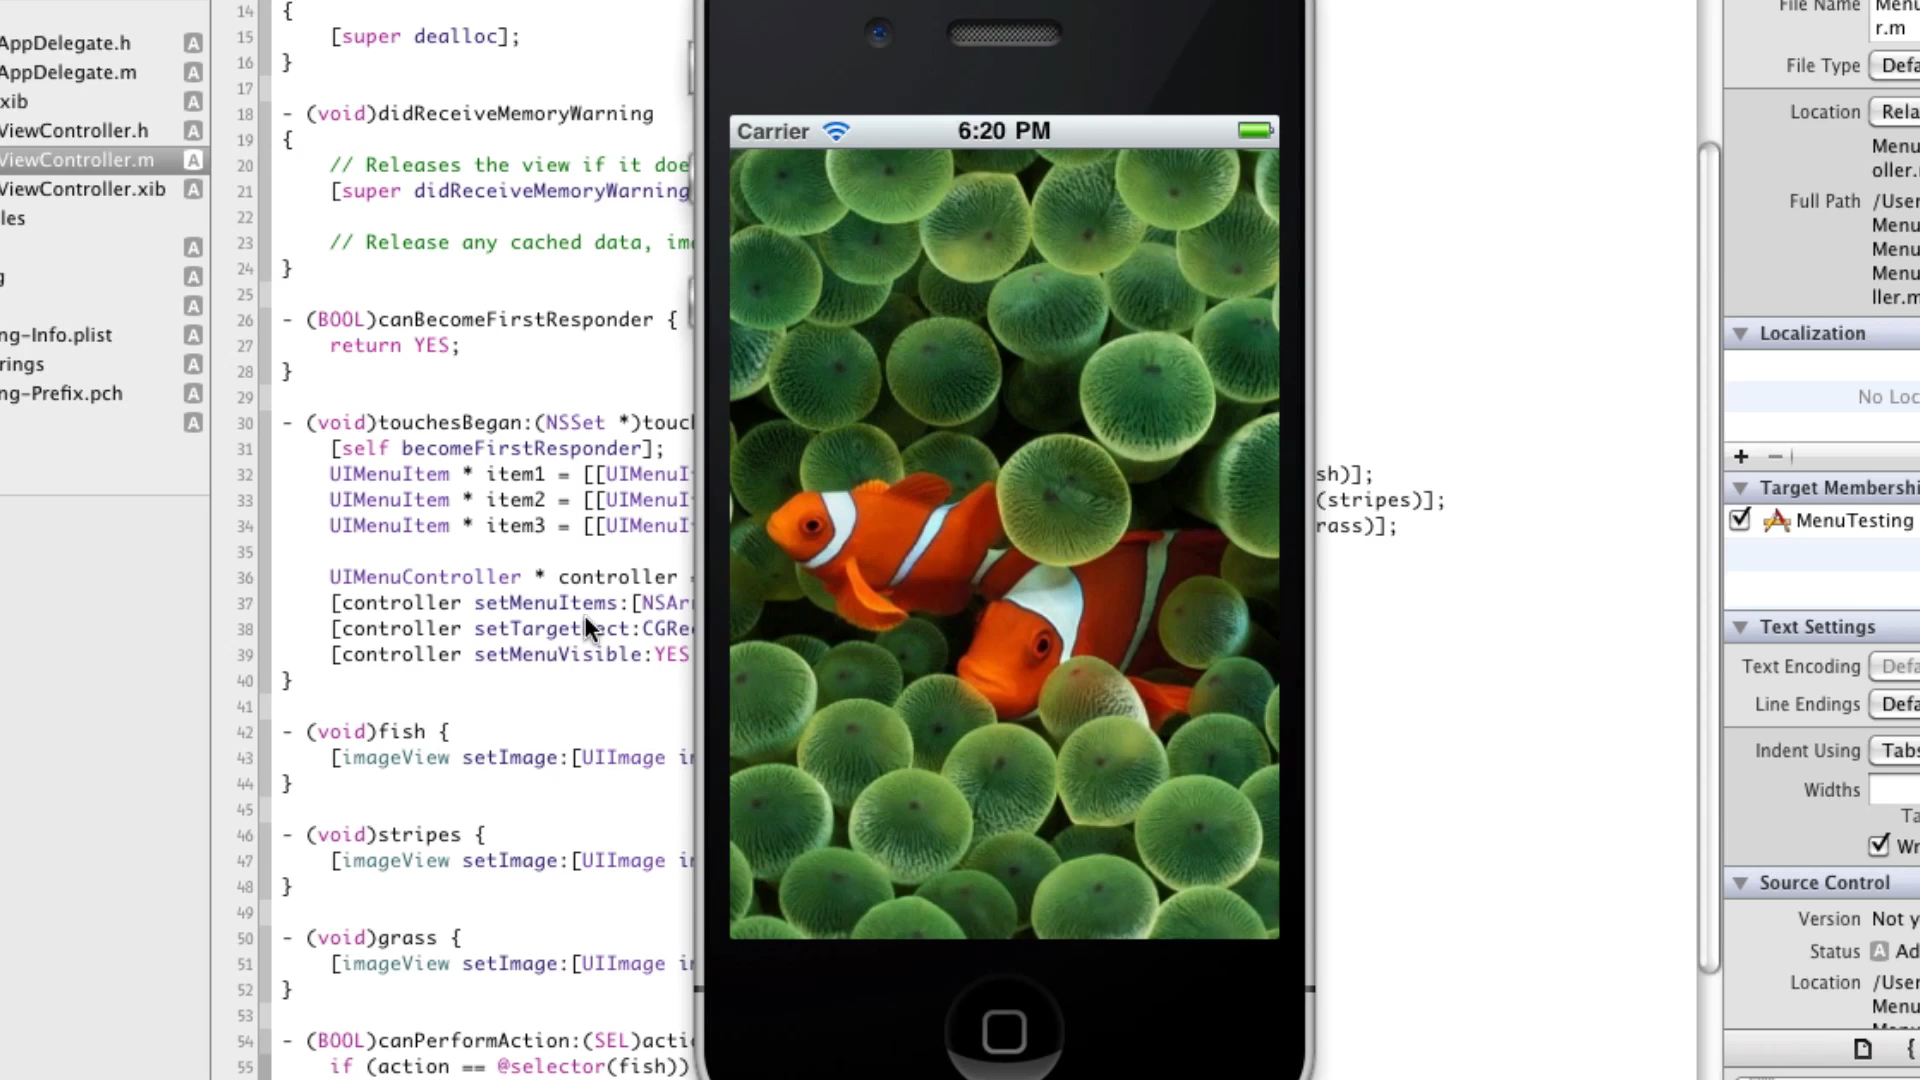 AppDelegate.h A
AppDelegate.m A
xib A
ViewController.h A
ViewController.m A
ViewController.xib A
les
A
g A
A
ng-Info.plist A
rings A
ng-Prefix.pch A
A
14 {
15 [super dealloc];
16 }
17
18 - (void)didReceiveMemoryWarning
19 {
20 // Releases the view if it doe
21 [super didReceiveMemoryWarning
22
23 // Release any cached data, im
24 }
25
26 - (BOOL)canBecomeFirstResponder {
27 return YES;
28 }
29
30 - (void)touchesBegan:(NSSet *)touc
31 [self becomeFirstResponder];
32 UIMenuItem * item1 = [[UIMenuI sh)];
33 UIMenuItem * item2 = [[UIMenuI (stripes)];
34 UIMenuItem * item3 = [[UIMenuI rass)];
35
36 UIMenuController * controller =
37 [controller setMenuItems:[NSAr
38 [controller setTargetRect:CGRe
39 [controller setMenuVisible:YES
40 }
41
42 - (void)fish {
43 [imageView setImage:[UIImage i
44 }
45
46 - (void)stripes {
47 [imageView setImage:[UIImage i
48 }
49
50 - (void)grass {
51 [imageView setImage:[UIImage i
52 }
53
54 - (BOOL)canPerformAction:(SEL)acti
55 if (action == @selector(fish))
Carrier 6:20 PM
File Name Menu
r.m
File Type Defa
Location Rela
Menu
oller.
Full Path /User
Menu
Menu
Menu
ller.m
Localization
No Loc
+ -
Target Membershi
MenuTesting
Text Settings
Text Encoding Defa
Line Endings Defa
Indent Using Tabs
Widths
Ta
Wr
Source Control
Version Not y
Status A Ad
Location /User
Menu
{